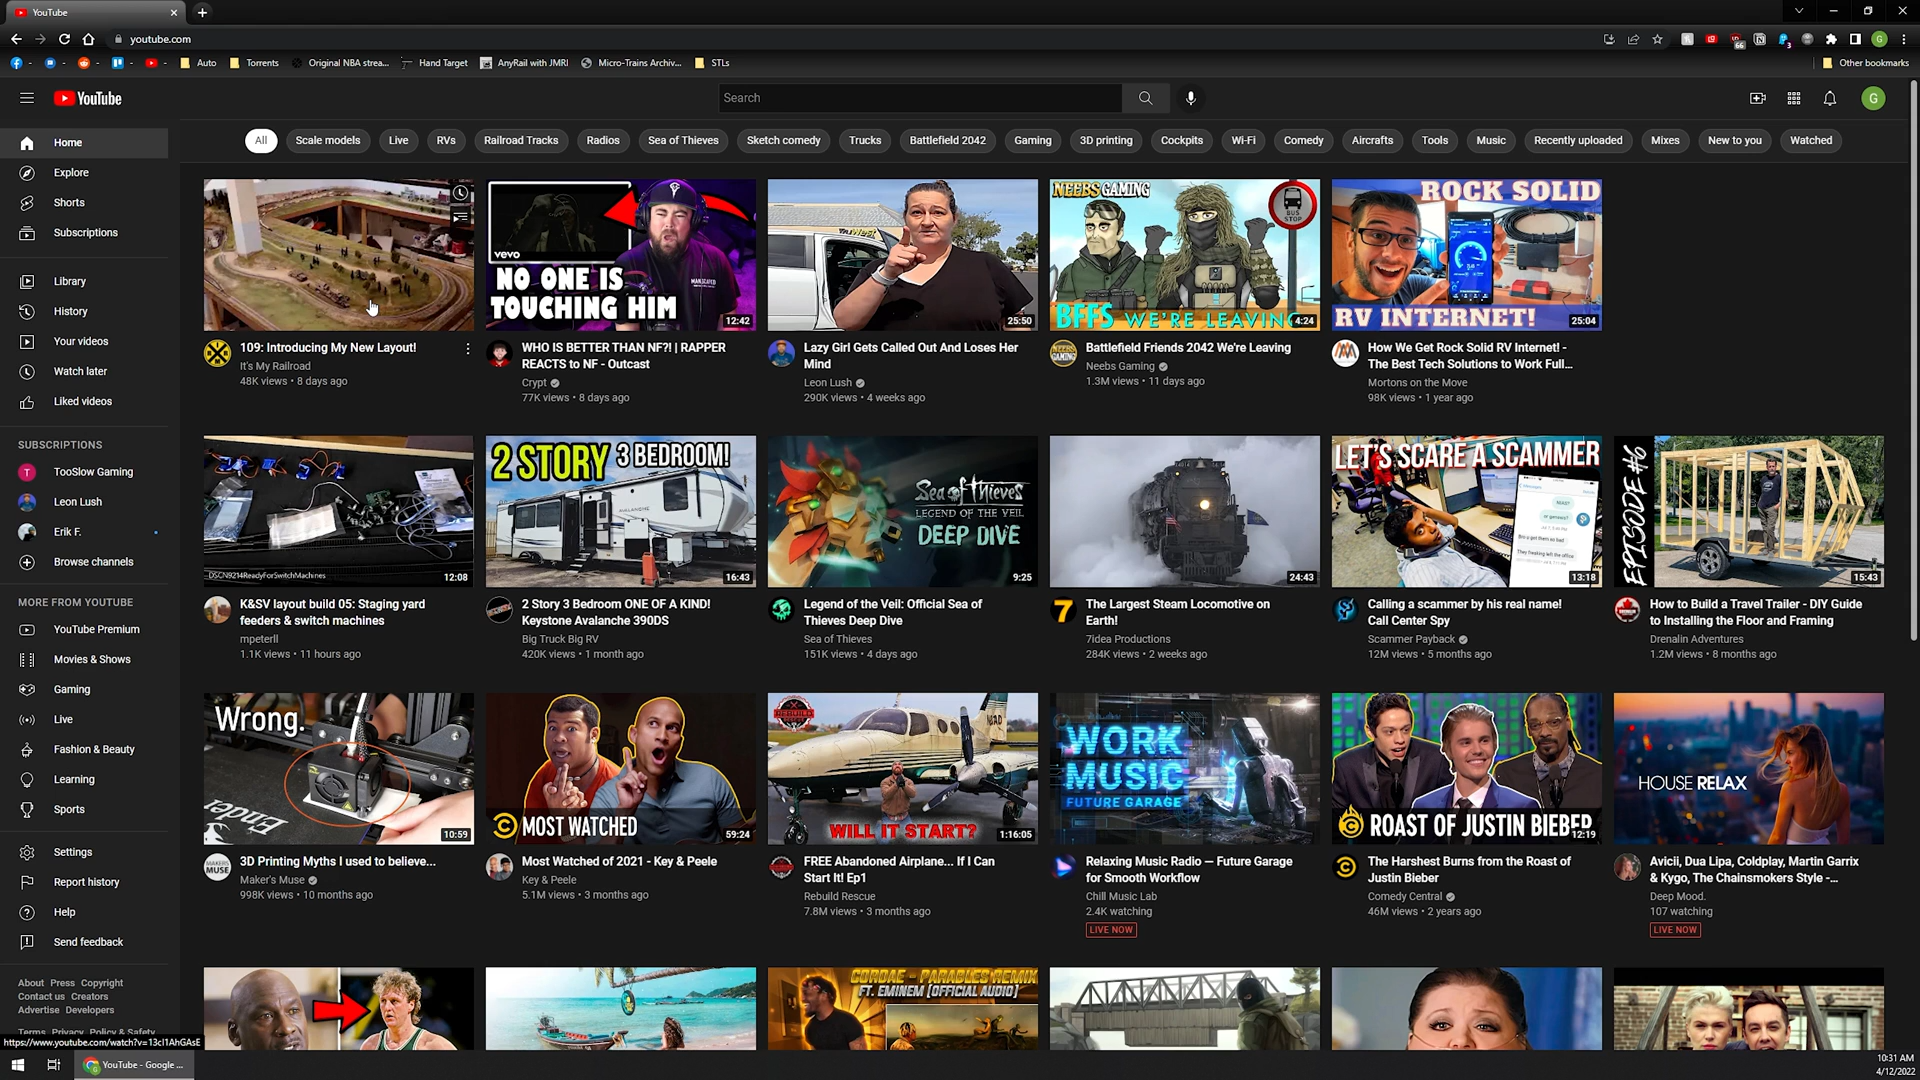 YouTube
youtube.com
66
3
G
Auto
Torrents
Original NBA strea...
Hand Target
AnyRail with JMRI
Micro-Trains Archiv...
STLs
Other bookmarks
YouTube
Search
G
All
Scale models
Live
RVs
Railroad Tracks
Radios
Sea of Thieves
Sketch comedy
Trucks
Battlefield 2042
Gaming
3D printing
Cockpits
Wi-Fi
Comedy
Aircrafts
Tools
Music
Recently uploaded
Mixes
New to you
Watched
Home
Explore
Shorts
Subscriptions
Library
History
Your videos
Watch later
Liked videos
SUBSCRIPTIONS
T
TooSlow Gaming
Leon Lush
Erik F.
Browse channels
MORE FROM YOUTUBE
YouTube Premium
Movies & Shows
Gaming
Live
Fashion & Beauty
Learning
Sports
Settings
Report history
Help
Send feedback
About Press Copyright
Contact us Creators
Advertise Developers
Terms Privacy Policy & Safety
109: Introducing My New Layout!
It's My Railroad
48K views • 8 days ago
vevo
NO ONE IS
TOUCHING HIM
12:42
WHO IS BETTER THAN NF?! | RAPPER
REACTS to NF - Outcast
Crypt
77K views • 8 days ago
25:50
Lazy Girl Gets Called Out And Loses Her
Mind
Leon Lush
290K views • 4 weeks ago
NEEBS GAMING
BUS
STOP
BFFS WE'RE LEAVING
4:24
NEEBS
GAMING
Battlefield Friends 2042 We're Leaving
Neebs Gaming
1.3M views • 11 days ago
ROCK SOLID
RV INTERNET!
25:04
How We Get Rock Solid RV Internet! -
The Best Tech Solutions to Work Full...
Mortons on the Move
98K views • 1 year ago
DSCN9214ReadyForSwitchMachines
12:08
K&SV layout build 05: Staging yard
feeders & switch machines
mpeterll
1.1K views • 11 hours ago
2 STORY 3 BEDROOM!
AVALANCHE
16:43
2 Story 3 Bedroom ONE OF A KIND!
Keystone Avalanche 390DS
Big Truck Big RV
420K views • 1 month ago
Sea of Thieves
LEGEND OF THE VEIL
DEEP DIVE
9:25
Legend of the Veil: Official Sea of
Thieves Deep Dive
Sea of Thieves
151K views • 4 days ago
24:43
7
The Largest Steam Locomotive on
Earth!
7idea Productions
284K views • 2 weeks ago
LET'S SCARE A SCAMMER
13:18
Calling a scammer by his real name!
Call Center Spy
Scammer Payback
12M views • 5 months ago
EPISODE #6
15:43
How to Build a Travel Trailer - DIY Guide
to Installing the Floor and Framing
Drenalin Adventures
1.2M views • 8 months ago
Wrong.
Ender
10:59
MAKER'S
MUSE
3D Printing Myths I used to believe...
Maker's Muse
998K views • 10 months ago
MOST WATCHED
59:24
Most Watched of 2021 - Key & Peele
Key & Peele
5.1M views • 3 months ago
REBUILD
RESCUE
WILL IT START?
1:16:05
FREE Abandoned Airplane... If I Can
Start It! Ep1
Rebuild Rescue
7.8M views • 3 months ago
WORK
MUSIC
FUTURE GARAGE
Relaxing Music Radio — Future Garage
for Smooth Workflow
Chill Music Lab
2.4K watching
LIVE NOW
ROAST OF JUSTIN BIEBER
12:19
The Harshest Burns from the Roast of
Justin Bieber
Comedy Central
46M views • 2 years ago
HOUSE RELAX
Avicii, Dua Lipa, Coldplay, Martin Garrix
& Kygo, The Chainsmokers Style -...
Deep Mood.
107 watching
LIVE NOW
CORDAE - PARABLES REMIX
FT. EMINEM [OFFICIAL AUDIO]
https://www.youtube.com/watch?v=13cI1AhGAsE
YouTube - Google ...
10:31 AM
4/12/2022